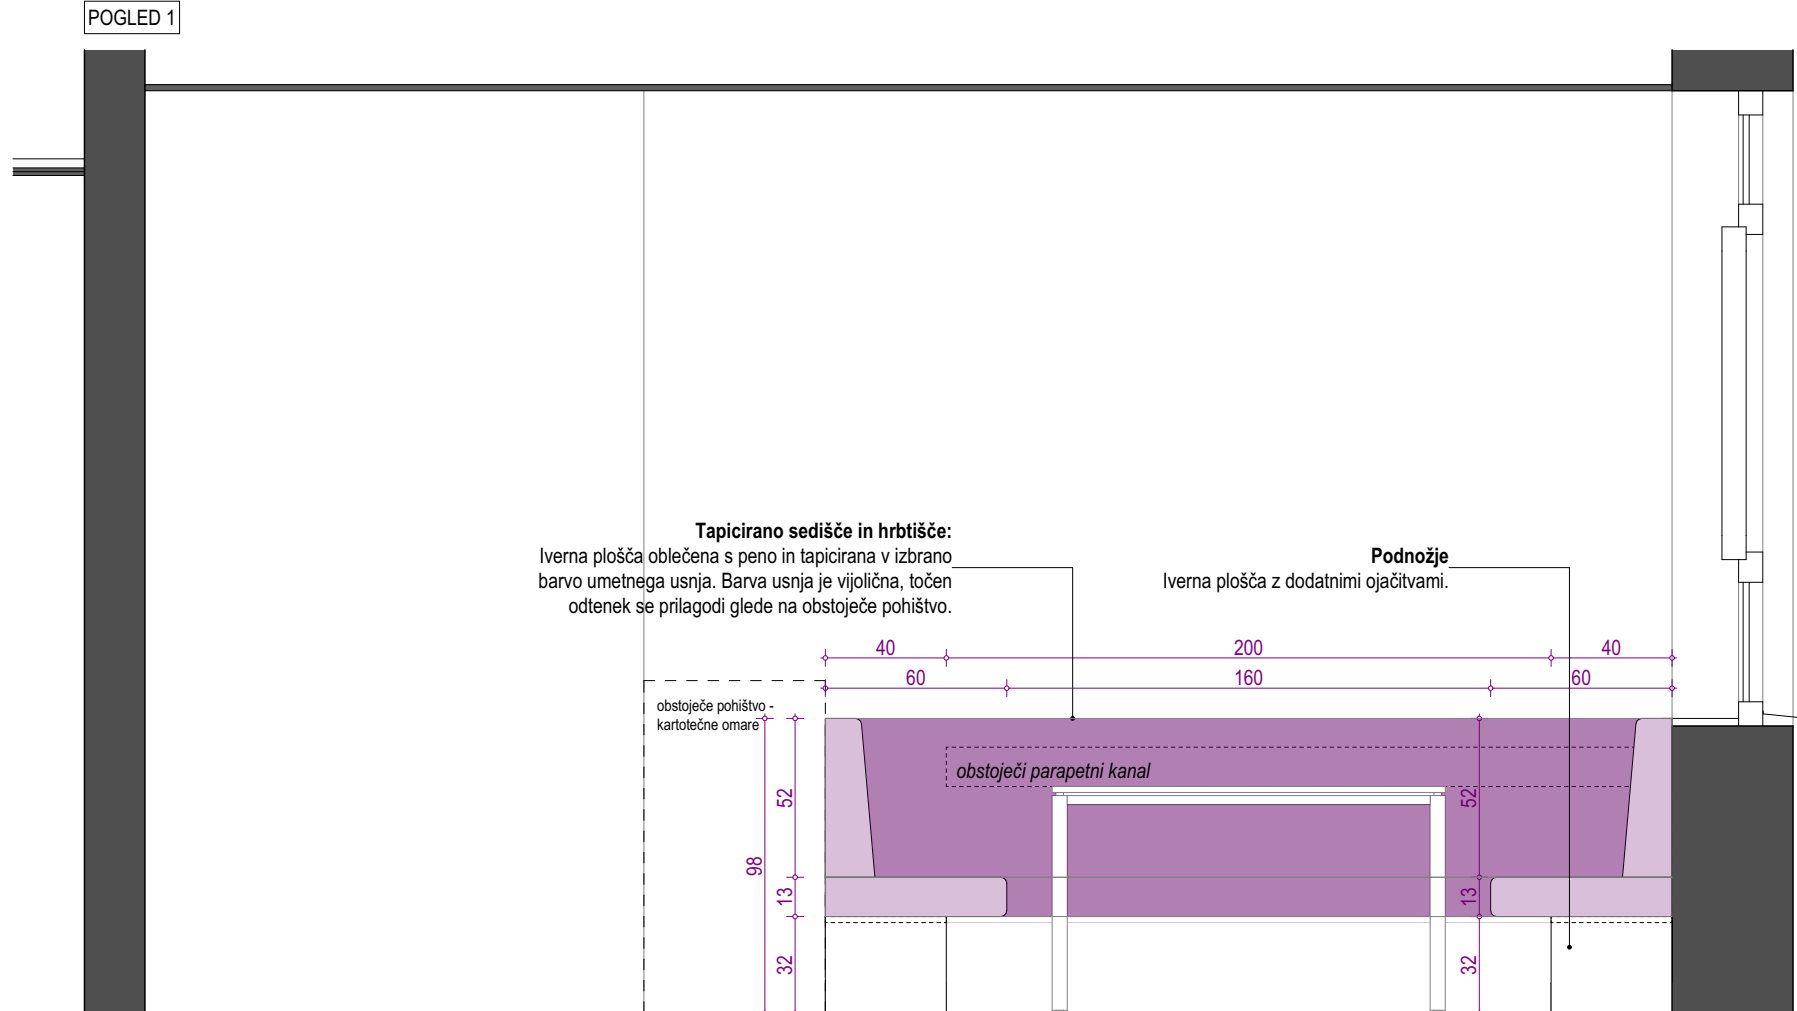 POGLED 1
Tapicirano sedišče in hrbtišče:
Iverna plošča oblečena s peno in tapicirana v izbrano
barvo umetnega usnja. Barva usnja je vijolična, točen
odtenek se prilagodi glede na obstoječe pohištvo.
Podnožje
Iverna plošča z dodatnimi ojačitvami.
40
200
40
60
160
60
obstoječe pohištvo -
kartotečne omare
obstoječi parapetni kanal
98
52
13
32
52
13
32